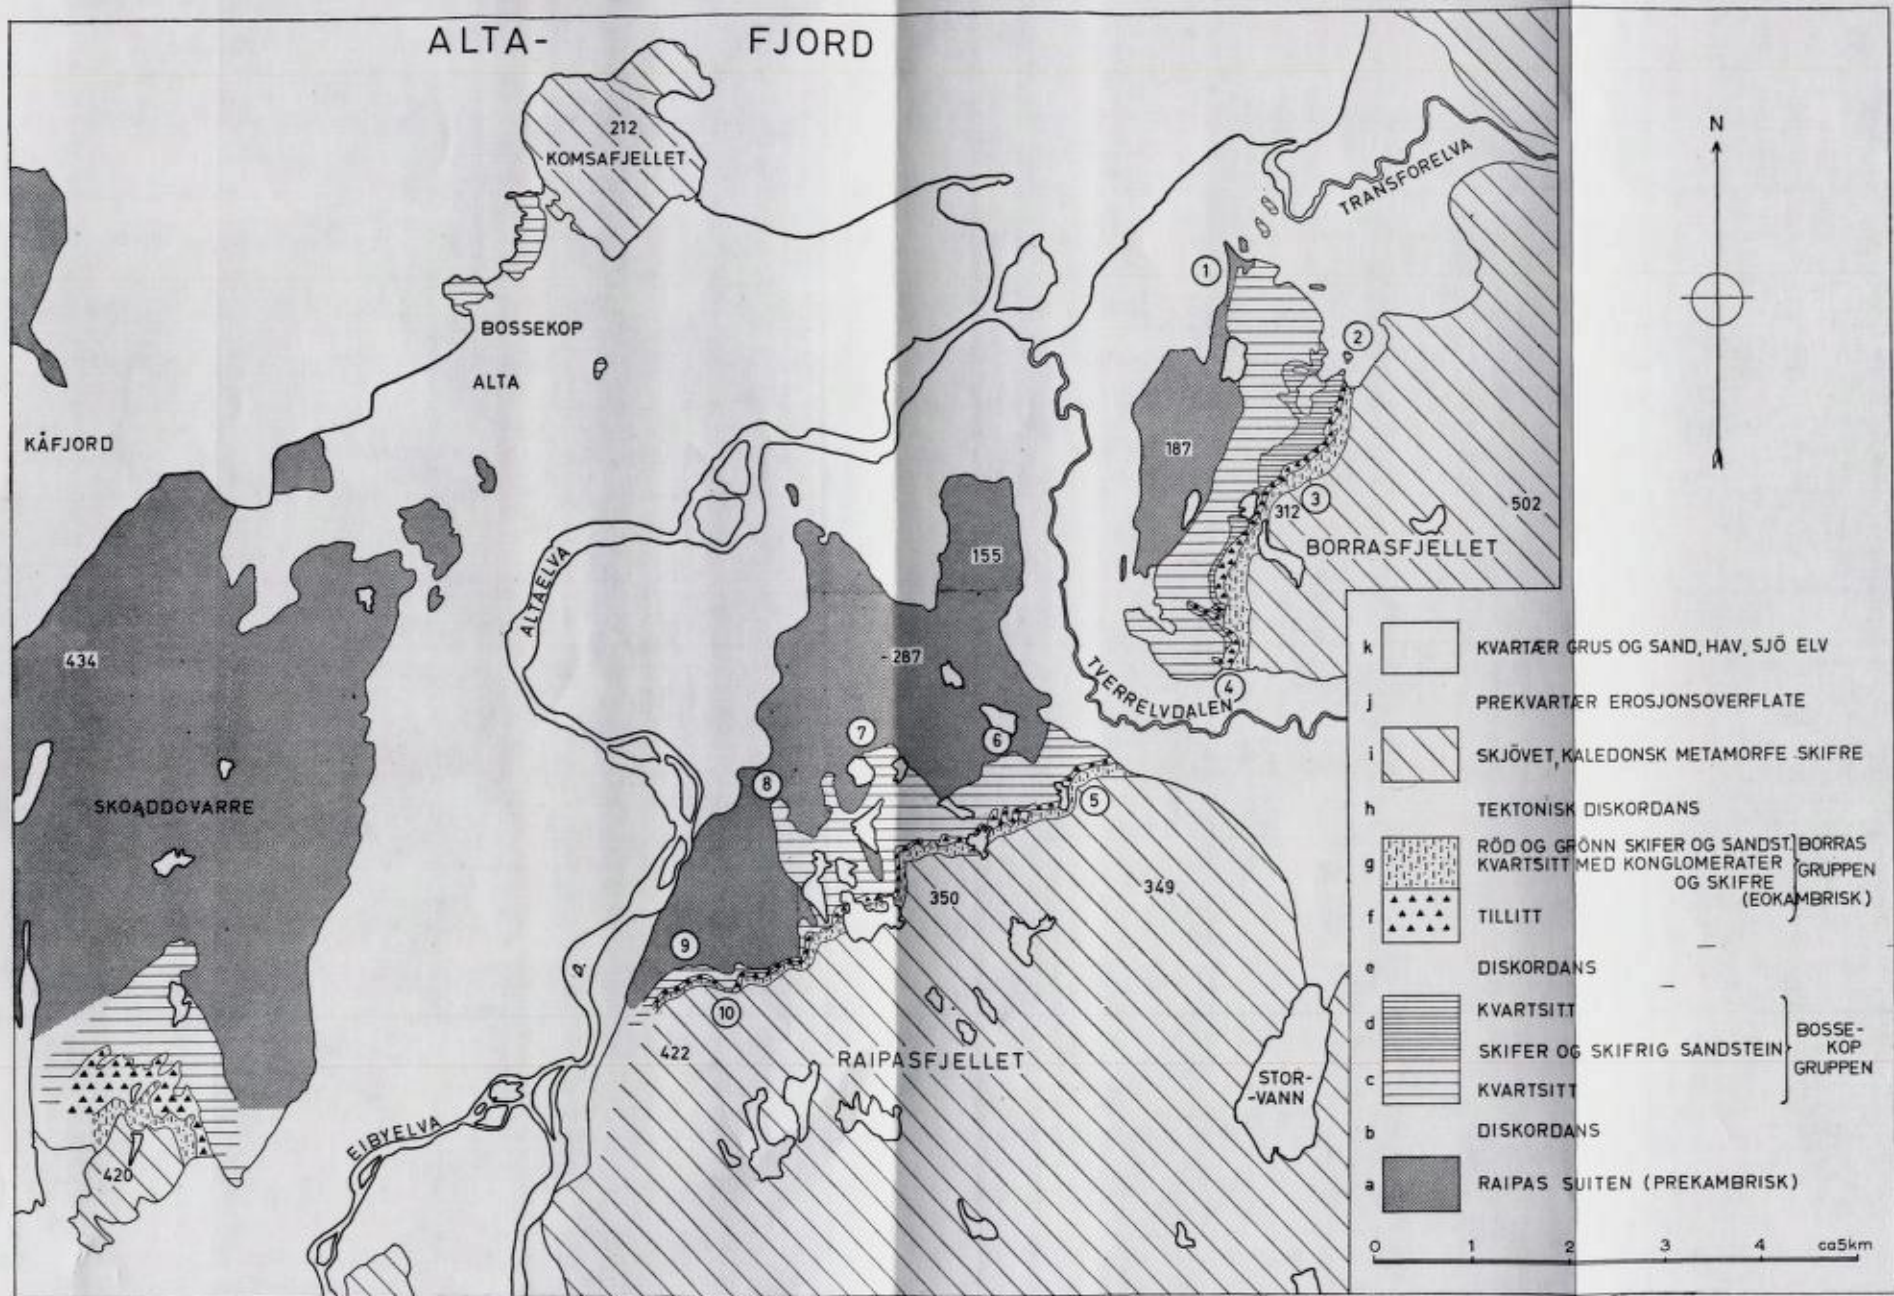 ALTA- FJORD
212
KOMSAFJELLET
N
TRANSFORELVA
1
BOSSEKOP
2
ALTA
KÅFJORD
187
3
312
502
155
BORRASFJELLET
ALTAELVA
434
287
TVERRELVDALEN
4
7
6
8
SKOADDOVARRE
5
349
350
9
10
422
RAIPASFJELLET
STOR-
-VANN
EIBYELVA
420
k KVARTÆR GRUS OG SAND, HAV, SJÖ ELV
j PREKVARTÆR EROSJONSOVERFLATE
i SKJÖVET, KALEDONSK METAMORFE SKIFRE
h TEKTONISK DISKORDANS
g RÖD OG GRÖNN SKIFER OG SANDST.
KVARTSITT MED KONGLOMERATER
OG SKIFRE
BORRAS
GRUPPEN
(EOKAMBRISK)
f TILLITT
e DISKORDANS
d KVARTSITT
SKIFER OG SKIFRIG SANDSTEIN
c KVARTSITT
BOSSE-
KOP
GRUPPEN
b DISKORDANS
a RAIPAS SUITEN (PREKAMBRISK)
0 1 2 3 4 ca5km